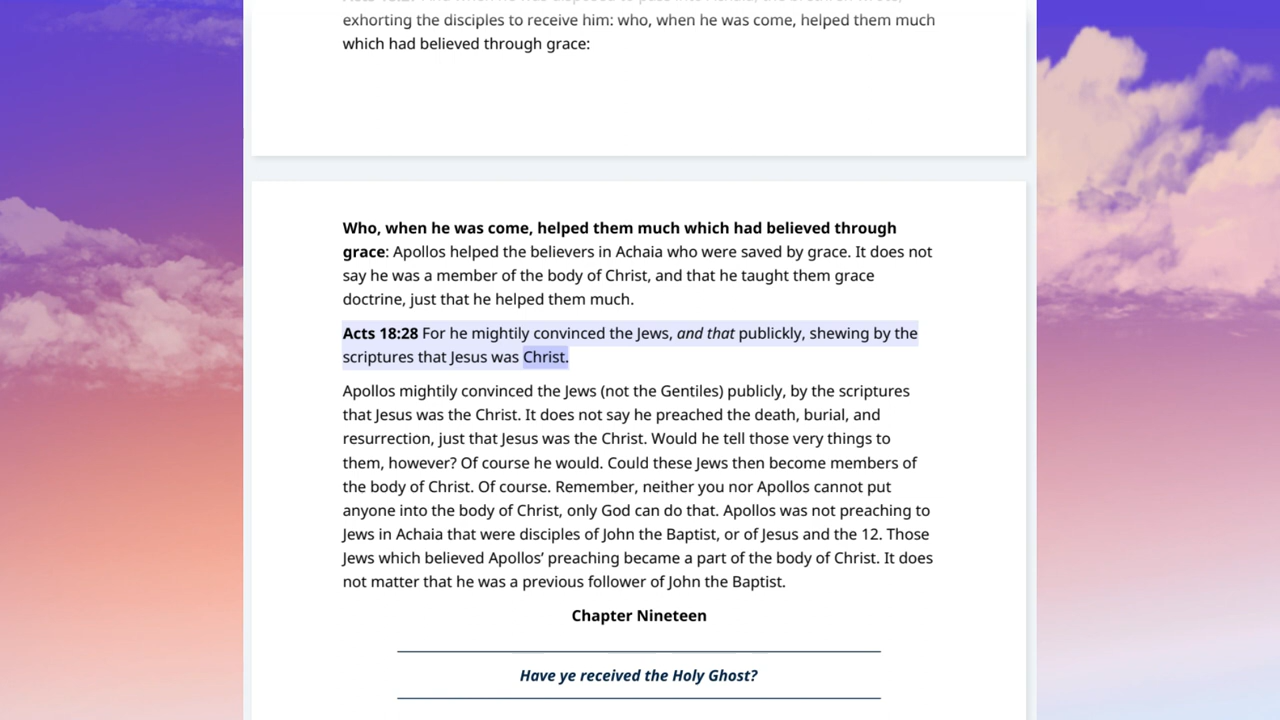 exhorting the disciples to receive him: who, when he was come, helped them much
which had believed through grace:
Who, when he was come, helped them much which had believed through
grace: Apollos helped the believers in Achaia who were saved by grace. It does not
say he was a member of the body of Christ, and that he taught them grace
doctrine, just that he helped them much.
Acts 18:28 For he mightily convinced the Jews, and that publickly, shewing by the
scriptures that Jesus was Christ.
Apollos mightily convinced the Jews (not the Gentiles) publicly, by the scriptures
that Jesus was the Christ. It does not say he preached the death, burial, and
resurrection, just that Jesus was the Christ. Would he tell those very things to
them, however? Of course he would. Could these Jews then become members of
the body of Christ. Of course. Remember, neither you nor Apollos cannot put
anyone into the body of Christ, only God can do that. Apollos was not preaching to
Jews in Achaia that were disciples of John the Baptist, or of Jesus and the 12. Those
Jews which believed Apollos’ preaching became a part of the body of Christ. It does
not matter that he was a previous follower of John the Baptist.
Chapter Nineteen
Have ye received the Holy Ghost?